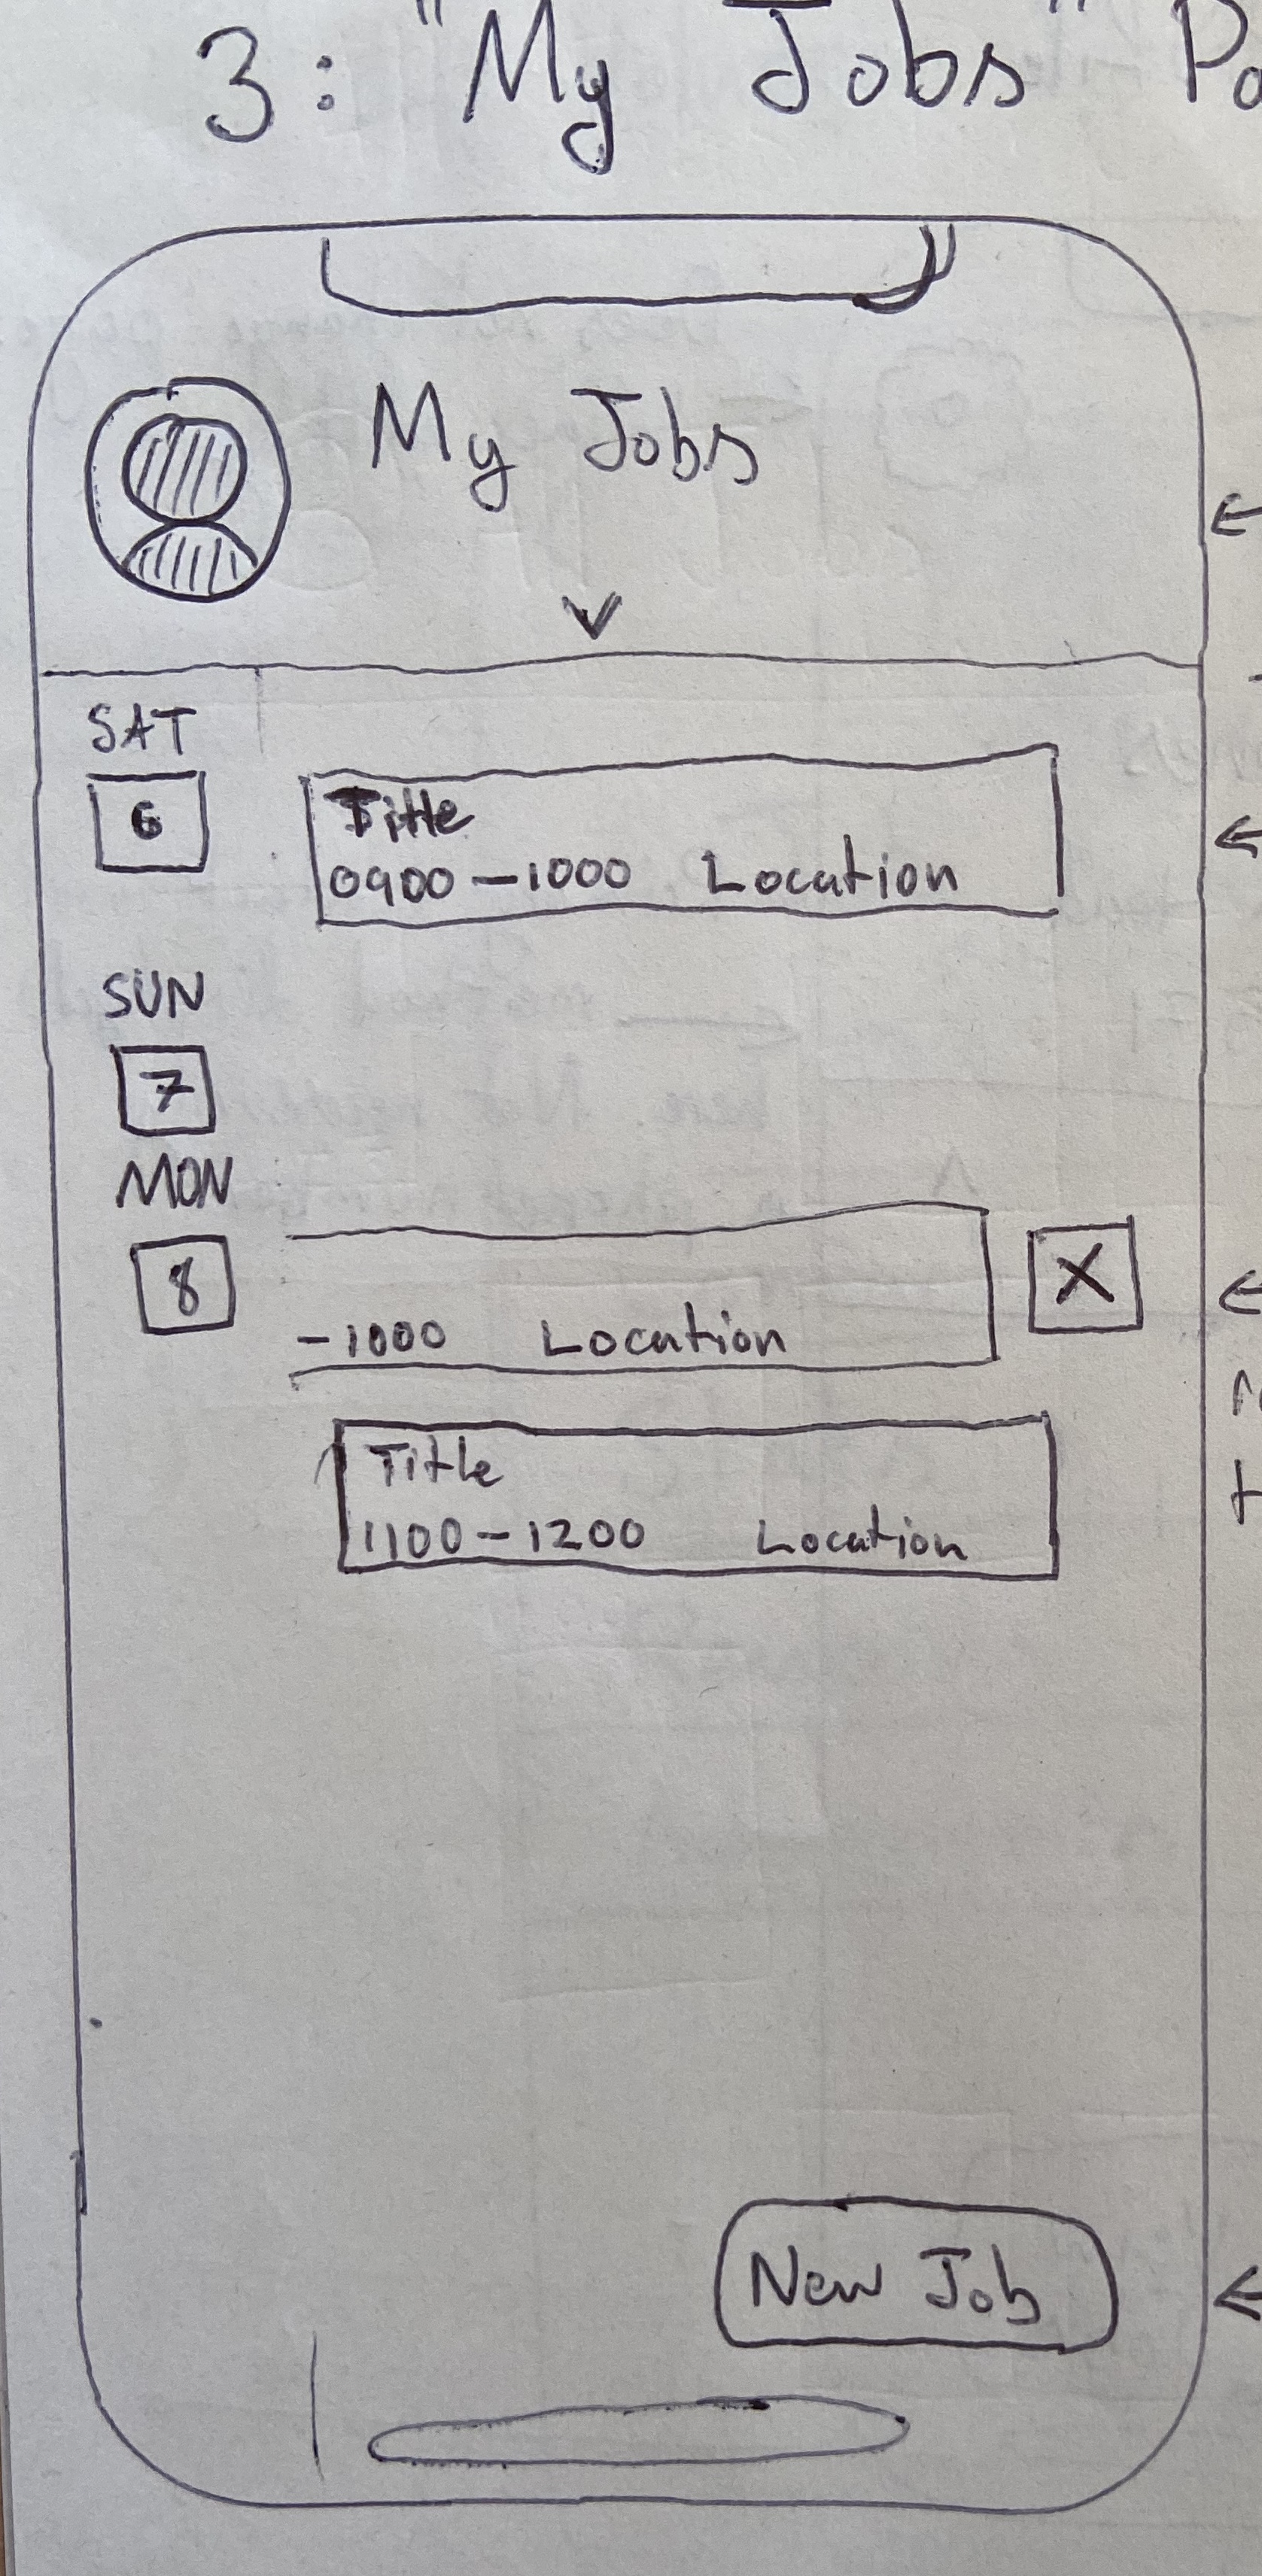 3: "My Jobs" Pa
My Jobs
SAT
6
Title
0900-1000 Location
SUN
7
MON
8
-1000 Location
X
Title
1100-1200 Location
New Job